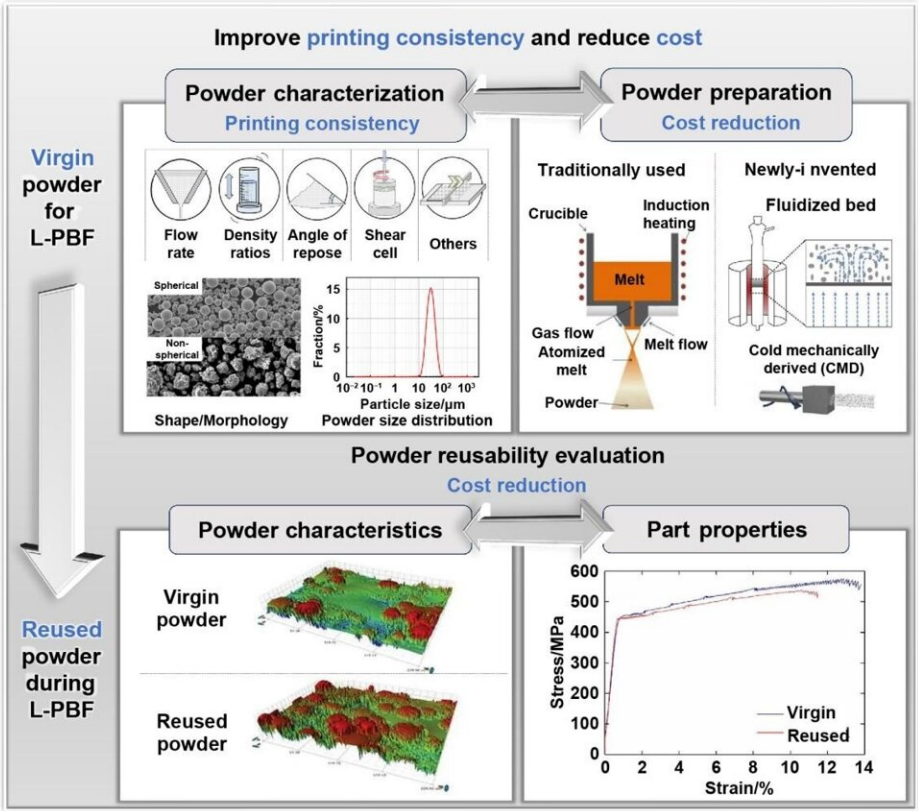 Improve printing consistency and reduce cost
Powder characterization
Printing consistency
Powder preparation
Cost reduction
Virgin
powder
for
L-PBF
Flow
rate
Density
ratios
Angle of
repose
Shear
cell
Others
Spherical
Non-
spherical
Shape/Morphology
Fraction/%
15
10
5
0
10⁻² 10⁻¹ 1 10¹ 10² 10³
Particle size/μm
Powder size distribution
Traditionally used
Crucible
Induction
heating
Melt
Gas flow
Melt flow
Atomized
melt
Powder
Newly-i nvented
Fluidized bed
Cold mechanically
derived (CMD)
Powder reusability evaluation
Cost reduction
Powder characteristics
Part properties
Reused
powder
during
L-PBF
Virgin
powder
Reused
powder
Stress/MPa
600
500
400
300
200
100
0
Virgin
Reused
0 2 4 6 8 10 12 14
Strain/%